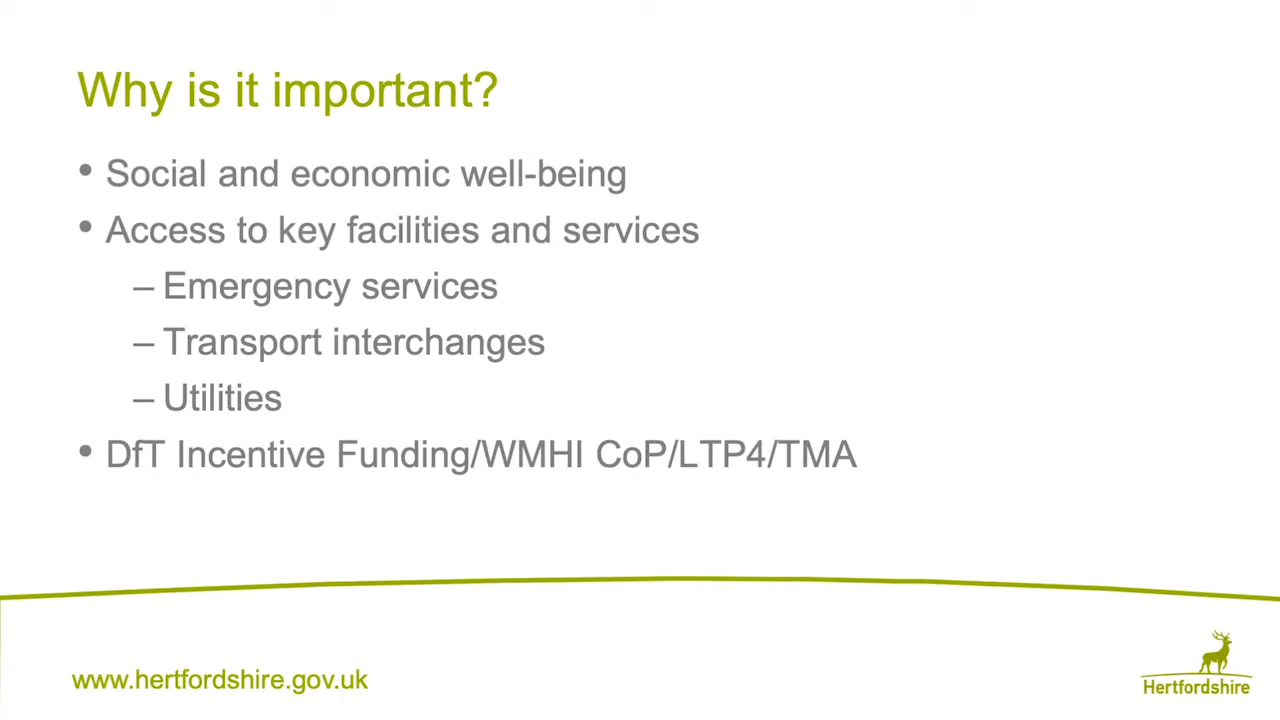 Why is it important?
• Social and economic well-being
• Access to key facilities and services
– Emergency services
– Transport interchanges
– Utilities
• DfT Incentive Funding/WMHI CoP/LTP4/TMA
www.hertfordshire.gov.uk
Hertfordshire